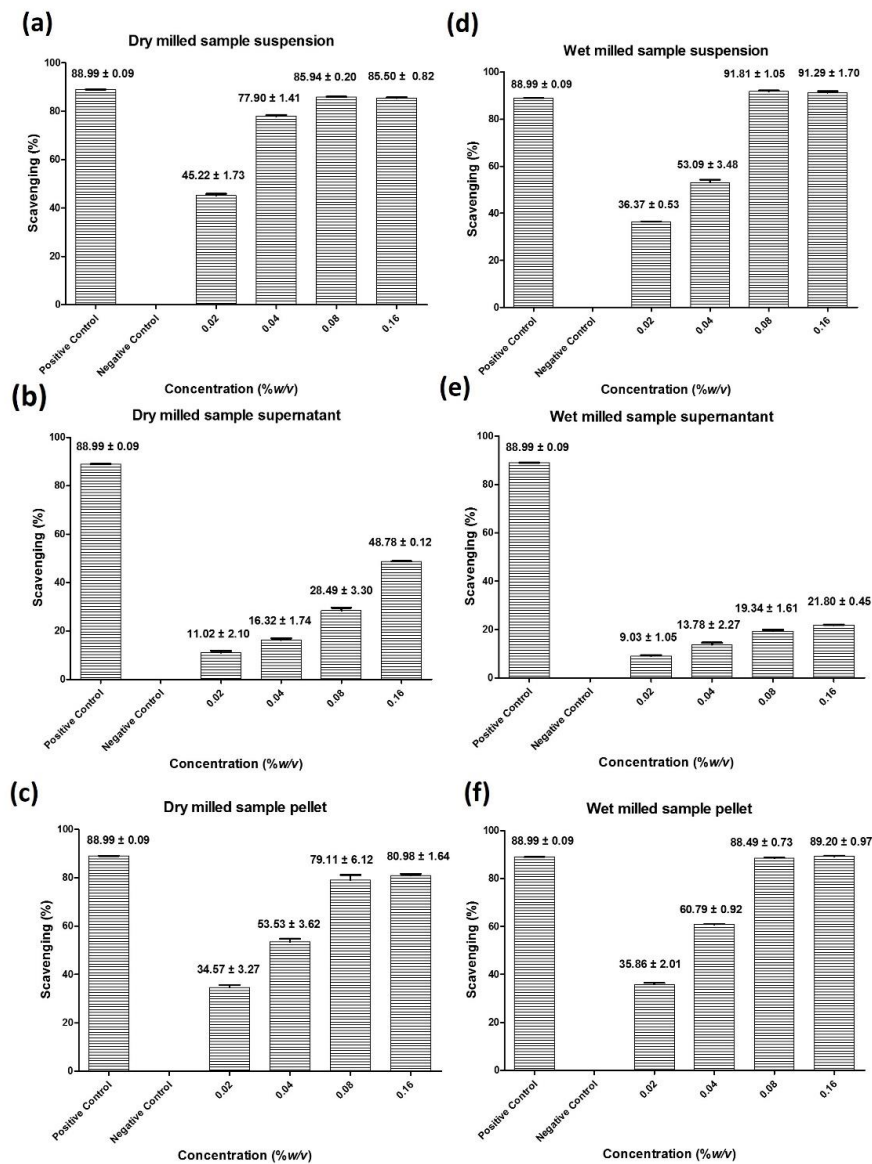 (a)
Dry milled sample suspension
88.99 ± 0.09
45.22 ± 1.73
77.90 ± 1.41
85.94 ± 0.20
85.50 ± 0.82
Scavenging (%)
100
80
60
40
20
0
Positive Control
Negative Control
0.02
0.04
0.08
0.16
Concentration (%w/v)
(b)
Dry milled sample supernatant
88.99 ± 0.09
11.02 ± 2.10
16.32 ± 1.74
28.49 ± 3.30
48.78 ± 0.12
Scavenging (%)
100
80
60
40
20
0
Positive Control
Negative Control
0.02
0.04
0.08
0.16
Concentration (%w/v)
(c)
Dry milled sample pellet
88.99 ± 0.09
34.57 ± 3.27
53.53 ± 3.62
79.11 ± 6.12
80.98 ± 1.64
Scavenging (%)
100
80
60
40
20
0
Positive Control
Negative Control
0.02
0.04
0.08
0.16
Concentration (%w/v)
(d)
Wet milled sample suspension
88.99 ± 0.09
36.37 ± 0.53
53.09 ± 3.48
91.81 ± 1.05
91.29 ± 1.70
Scavenging (%)
100
80
60
40
20
0
Positive Control
Negative Control
0.02
0.04
0.08
0.16
Concentration (%w/v)
(e)
Wet milled sample supernantant
88.99 ± 0.09
9.03 ± 1.05
13.78 ± 2.27
19.34 ± 1.61
21.80 ± 0.45
Scavenging (%)
100
80
60
40
20
0
Positive Control
Negative Control
0.02
0.04
0.08
0.16
Concentration (%w/v)
(f)
Wet milled sample pellet
88.99 ± 0.09
35.86 ± 2.01
60.79 ± 0.92
88.49 ± 0.73
89.20 ± 0.97
Scavenging (%)
100
80
60
40
20
0
Positive Control
Negative Control
0.02
0.04
0.08
0.16
Concentration (%w/v)